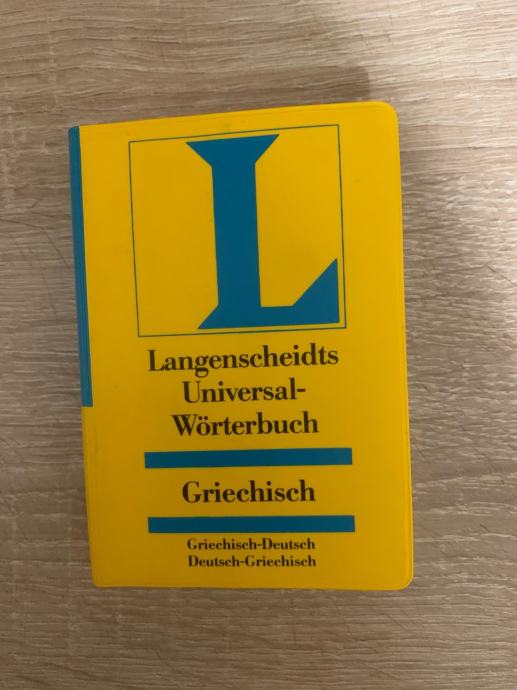 L
Langenscheidts
Universal-
Wörterbuch
Griechisch
Griechisch-Deutsch
Deutsch-Griechisch